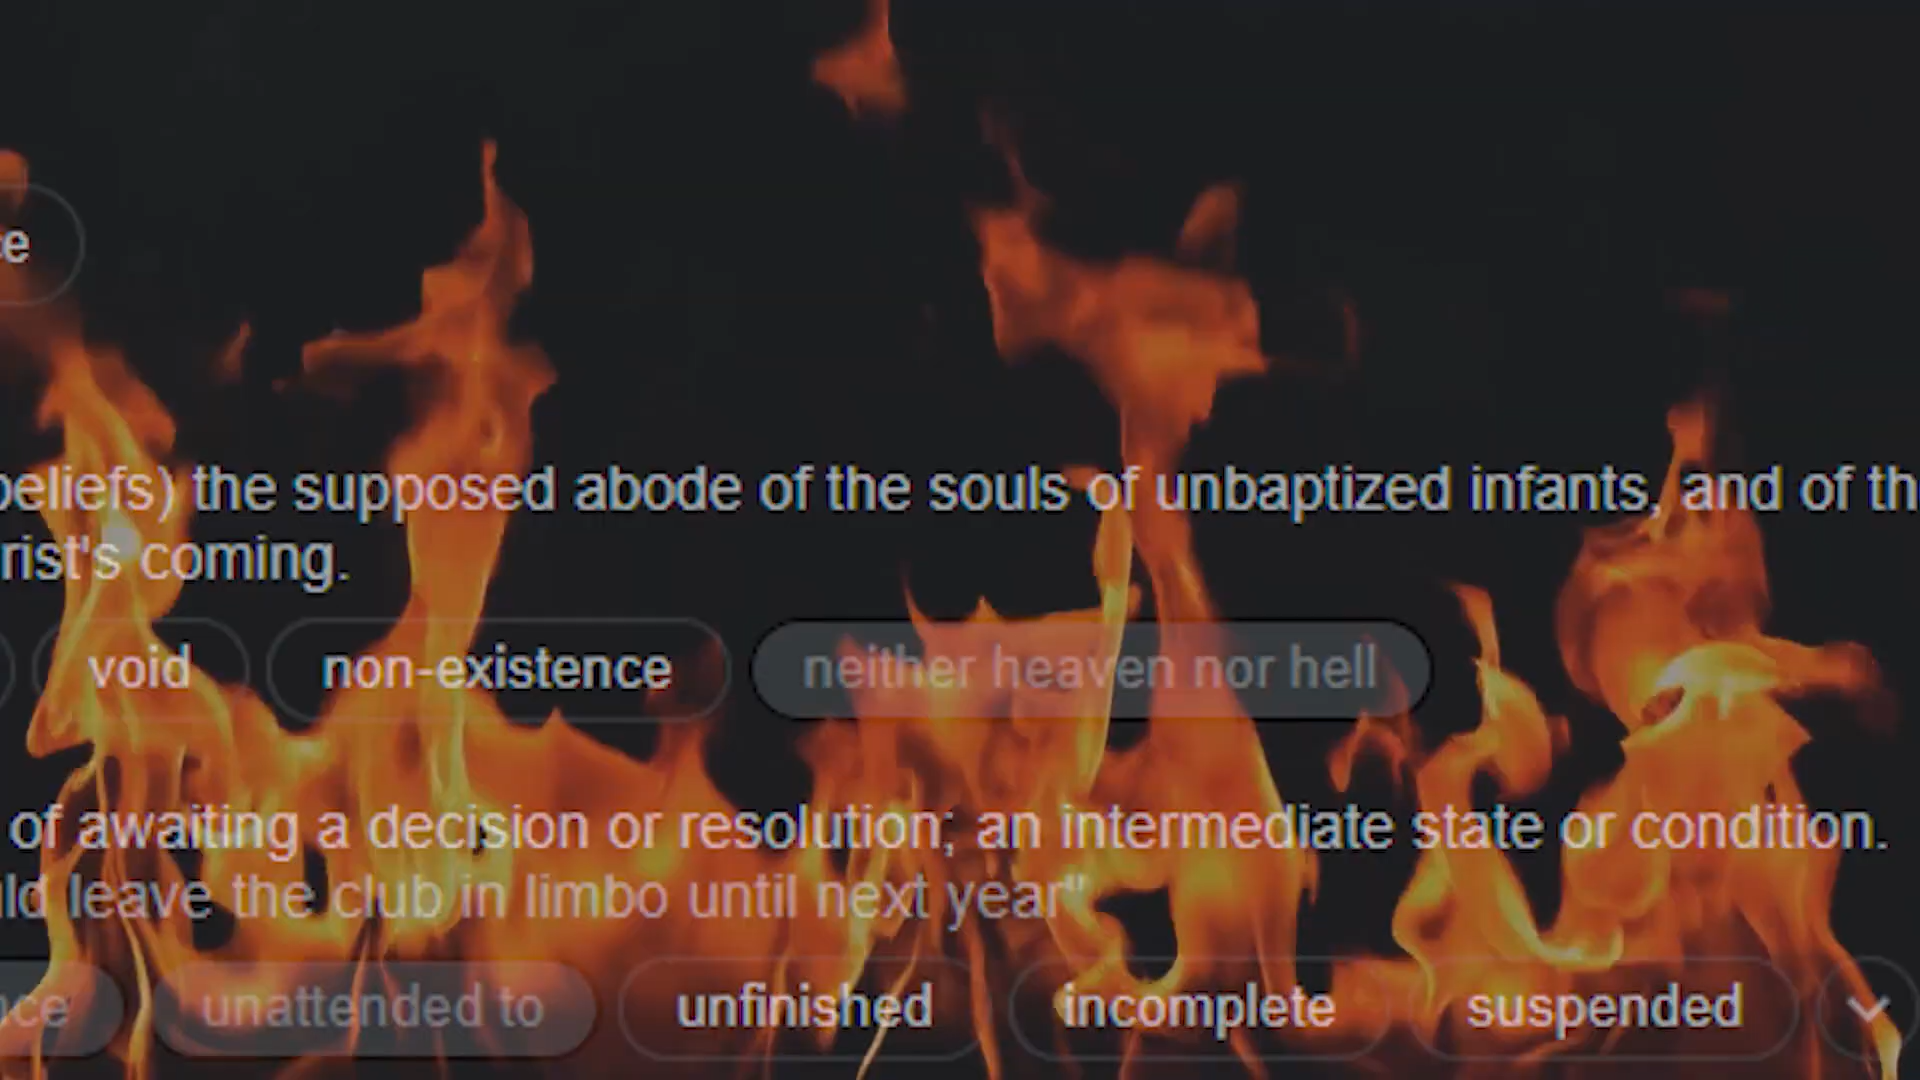 ce
beliefs) the supposed abode of the souls of unbaptized infants, and of th
rist's coming.
void non-existence neither heaven nor hell
of awaiting a decision or resolution; an intermediate state or condition.
uld leave the club in limbo until next year"
nce unattended to unfinished incomplete suspended